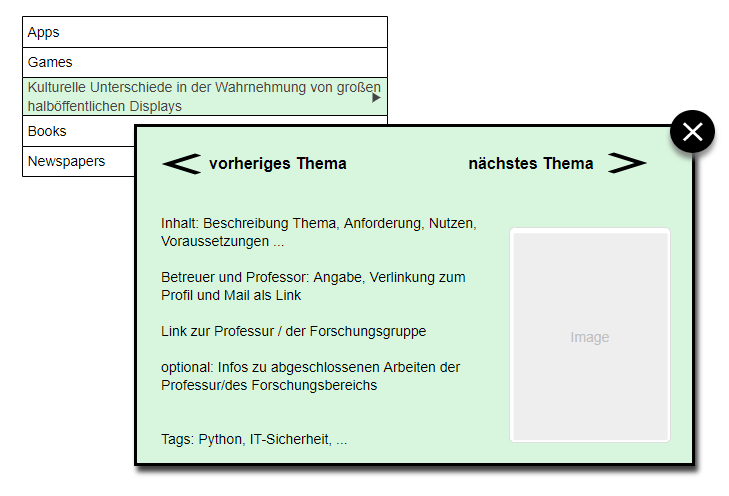 Apps
Games
Kulturelle Unterschiede in der Wahrnehmung von großen
halböffentlichen Displays
Books
Newspapers
vorheriges Thema
nächstes Thema
Inhalt: Beschreibung Thema, Anforderung, Nutzen,
Voraussetzungen ...
Betreuer und Professor: Angabe, Verlinkung zum
Profil und Mail als Link
Link zur Professur / der Forschungsgruppe
optional: Infos zu abgeschlossenen Arbeiten der
Professur/des Forschungsbereichs
Tags: Python, IT-Sicherheit, ...
Image